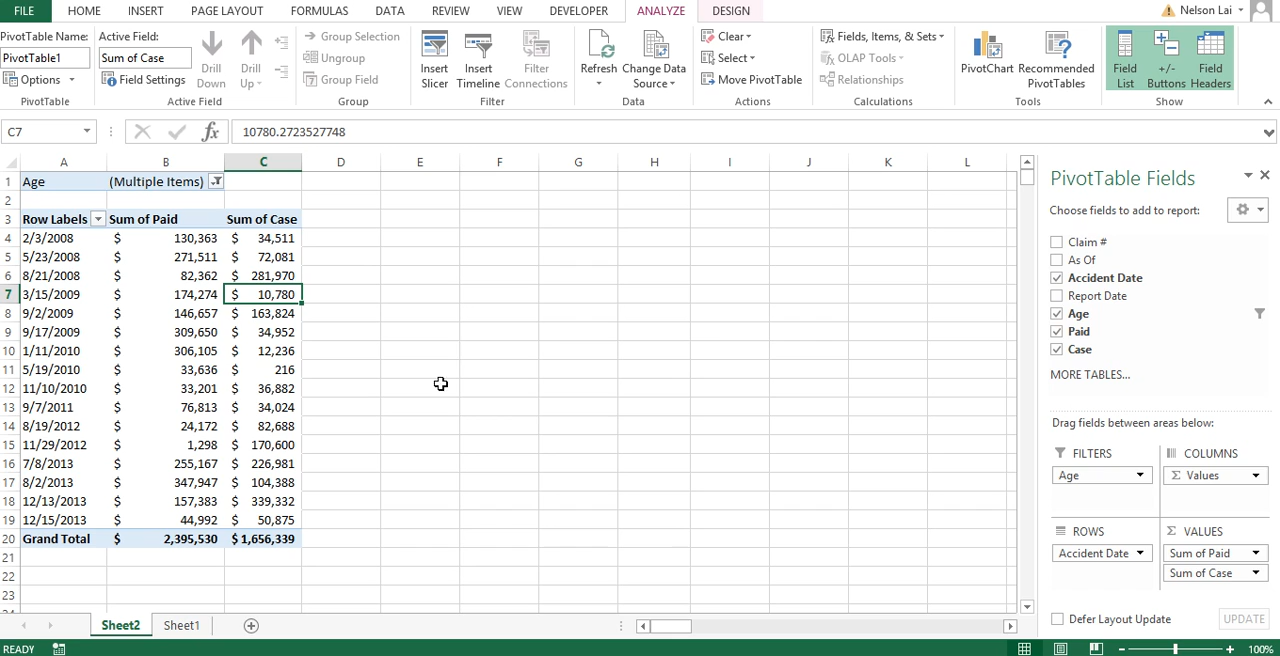 FILE HOME INSERT PAGE LAYOUT FORMULAS DATA REVIEW VIEW DEVELOPER ANALYZE DESIGN Nelson Lai
PivotTable Name:
PivotTable1
Options
PivotTable
Active Field:
Sum of Case
Field Settings
Drill Down
Drill Up
Active Field
Group Selection
Ungroup
Group Field
Group
Insert Slicer
Insert Timeline
Filter Connections
Filter
Refresh
Change Data Source
Data
Clear
Select
Move PivotTable
Actions
Fields, Items, & Sets
OLAP Tools
Relationships
Calculations
PivotChart
Recommended PivotTables
Tools
Field List
+/- Buttons
Field Headers
Show
C7 fx 10780.2723527748
A B C D E F G H I J K L
1 Age (Multiple Items)
2
3 Row Labels Sum of Paid Sum of Case
4 2/3/2008 $ 130,363 $ 34,511
5 5/23/2008 $ 271,511 $ 72,081
6 8/21/2008 $ 82,362 $ 281,970
7 3/15/2009 $ 174,274 $ 10,780
8 9/2/2009 $ 146,657 $ 163,824
9 9/17/2009 $ 309,650 $ 34,952
10 1/11/2010 $ 306,105 $ 12,236
11 5/19/2010 $ 33,636 $ 216
12 11/10/2010 $ 33,201 $ 36,882
13 9/7/2011 $ 76,813 $ 34,024
14 8/19/2012 $ 24,172 $ 82,688
15 11/29/2012 $ 1,298 $ 170,600
16 7/8/2013 $ 255,167 $ 226,981
17 8/2/2013 $ 347,947 $ 104,388
18 12/13/2013 $ 157,383 $ 339,332
19 12/15/2013 $ 44,992 $ 50,875
20 Grand Total $ 2,395,530 $ 1,656,339
21
22
23
PivotTable Fields
Choose fields to add to report:
Claim #
As Of
Accident Date
Report Date
Age
Paid
Case
MORE TABLES...
Drag fields between areas below:
FILTERS
Age
COLUMNS
Σ Values
ROWS
Accident Date
Σ VALUES
Sum of Paid
Sum of Case
Defer Layout Update UPDATE
Sheet2 Sheet1
READY 100%